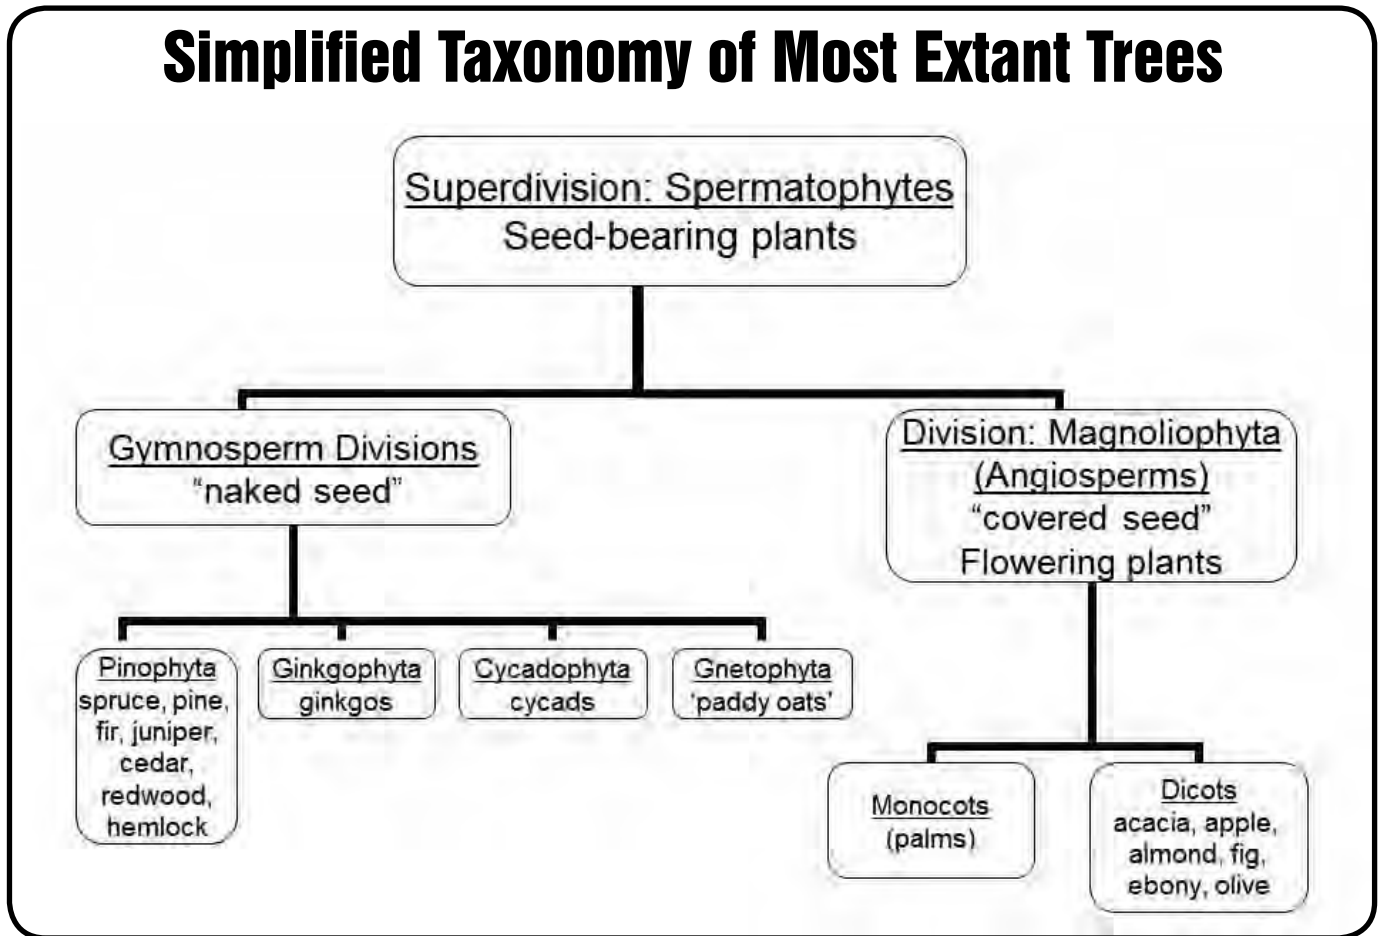 Simplified Taxonomy of Most Extant Trees
Superdivision: Spermatophytes
Seed-bearing plants
Gymnosperm Divisions
“naked seed”
Division: Magnoliophyta
(Angiosperms)
“covered seed”
Flowering plants
Pinophyta
spruce, pine,
fir, juniper,
cedar,
redwood,
hemlock
Ginkgophyta
ginkgos
Cycadophyta
cycads
Gnetophyta
‘paddy oats’
Monocots
(palms)
Dicots
acacia, apple,
almond, fig,
ebony, olive